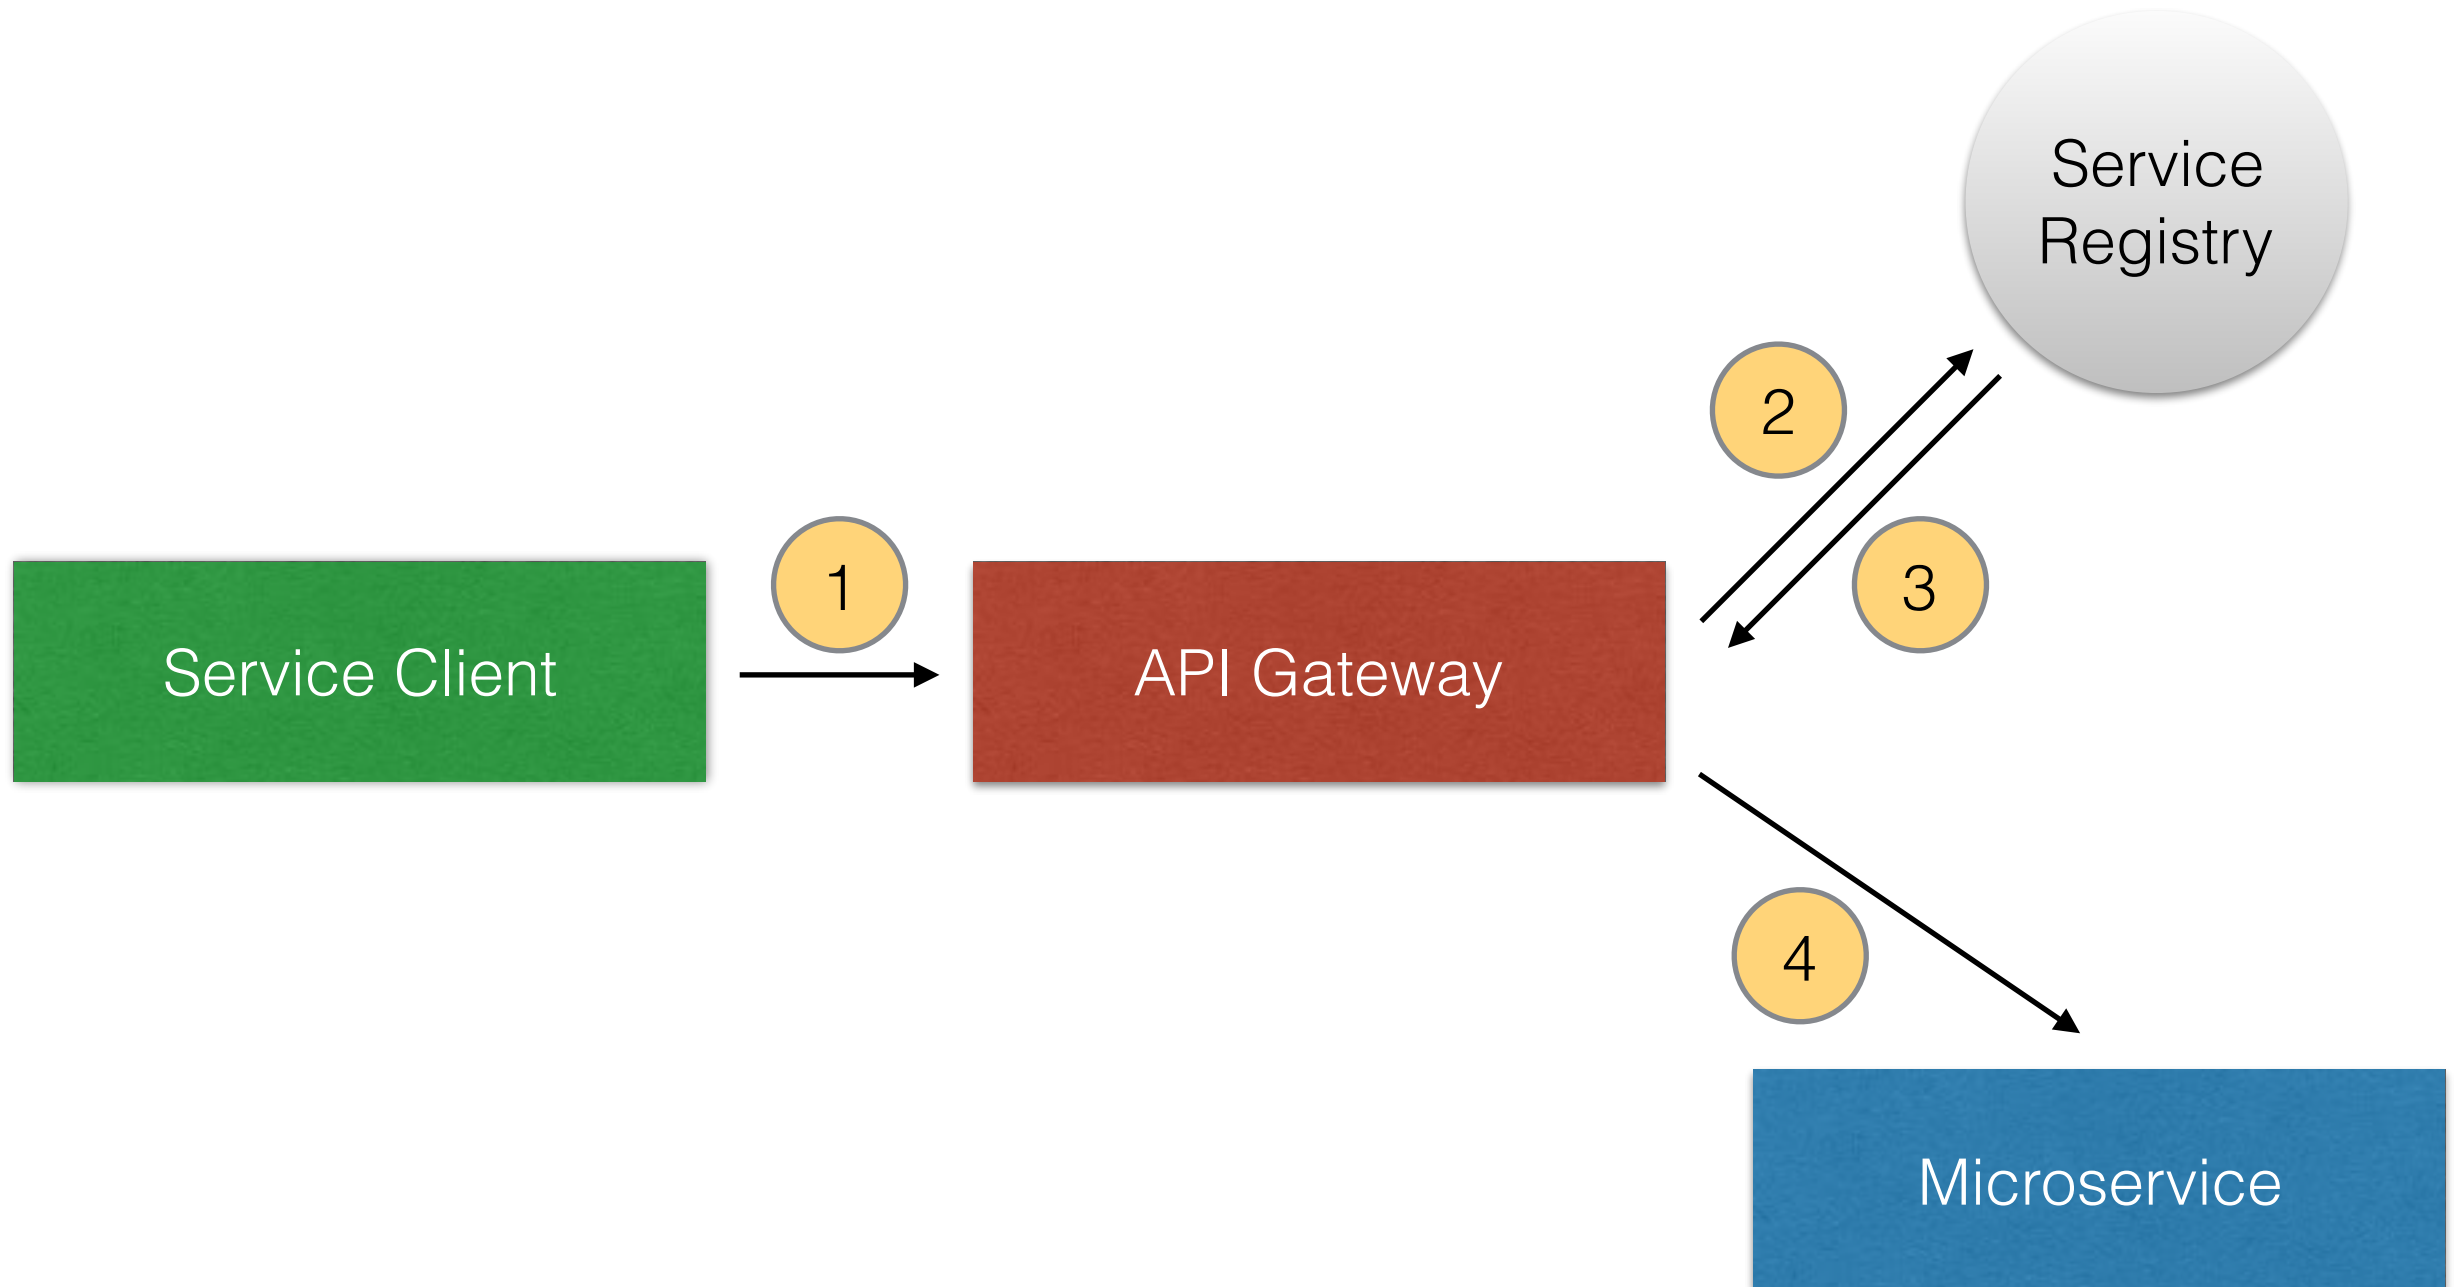 Service
Registry
2
1
3
Service Client
API Gateway
4
Microservice